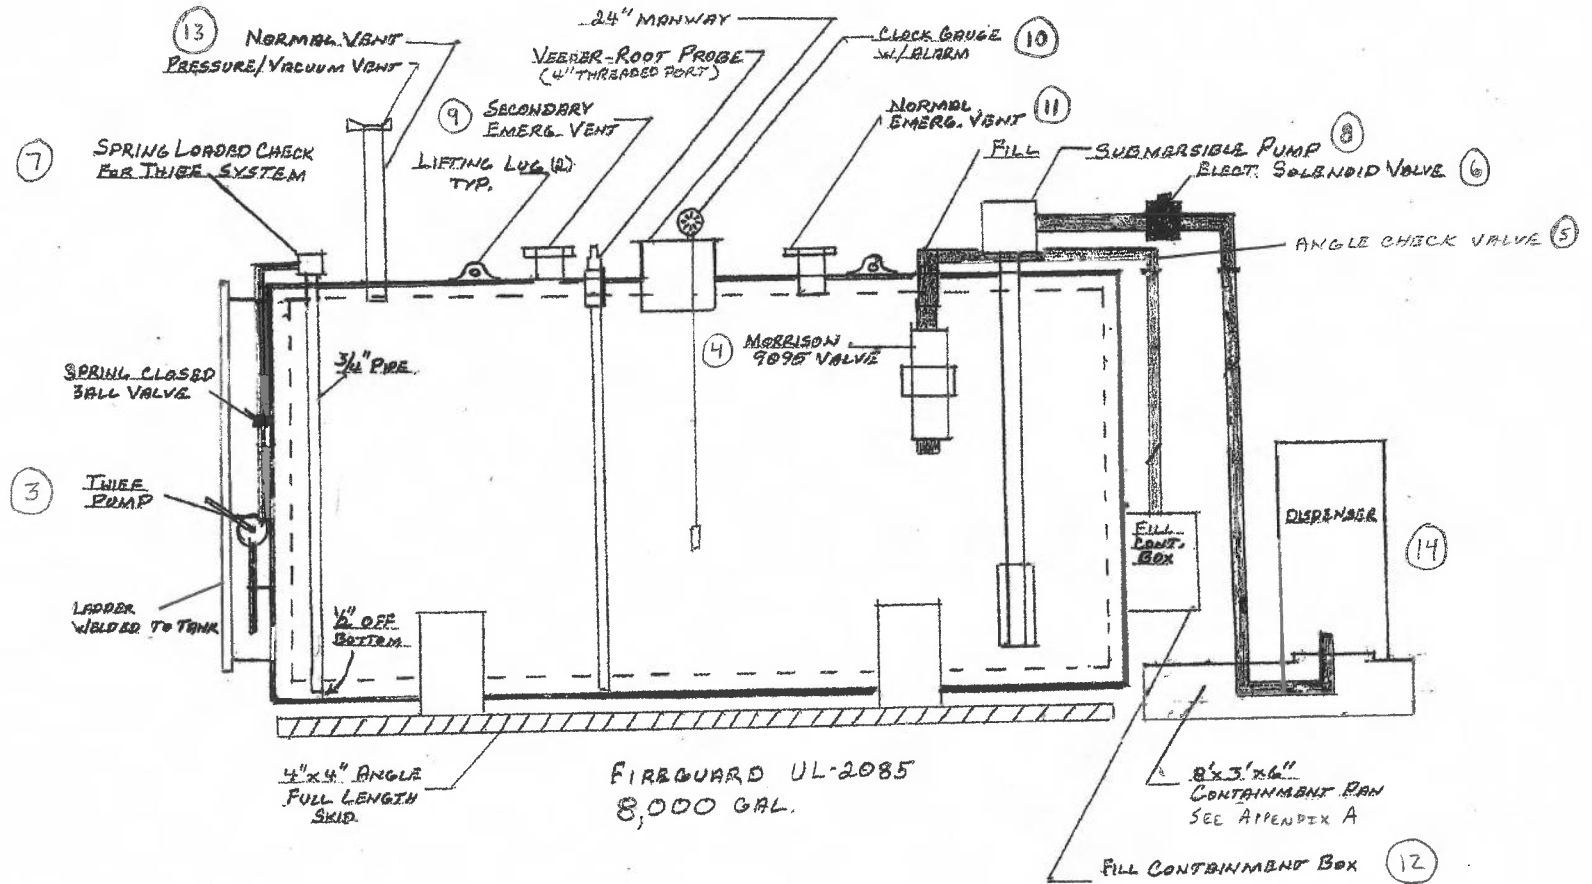 13
NORMAL VENT
PRESSURE/VACUUM VENT
24" MANWAY
VEEDER-ROOT PROBE
(4" THREADED PORT)
CLOCK GAUGE
W/ALARM
10
9
SECONDARY
EMERG. VENT
NORMAL
EMERG. VENT
11
7
SPRING LOADED CHECK
FOR THIEF SYSTEM
LIFTING LUG (2)
TYP.
FILL
SUBMERSIBLE PUMP
8
ELECT. SOLENOID VALVE
6
ANGLE CHECK VALVE
5
4
MORRISON
9095 VALVE
3/4" PIPE
SPRING CLOSED
BALL VALVE
3
THIEF
PUMP
DISPENSER
FILL
CONT.
BOX
14
LADDER
WELDED TO TANK
1/2" OFF
BOTTOM
4"x4" ANGLE
FULL LENGTH
SKID
FIREGUARD UL-2085
8,000 GAL.
8'x3'x6"
CONTAINMENT PAN
SEE APPENDIX A
FILL CONTAINMENT BOX
12